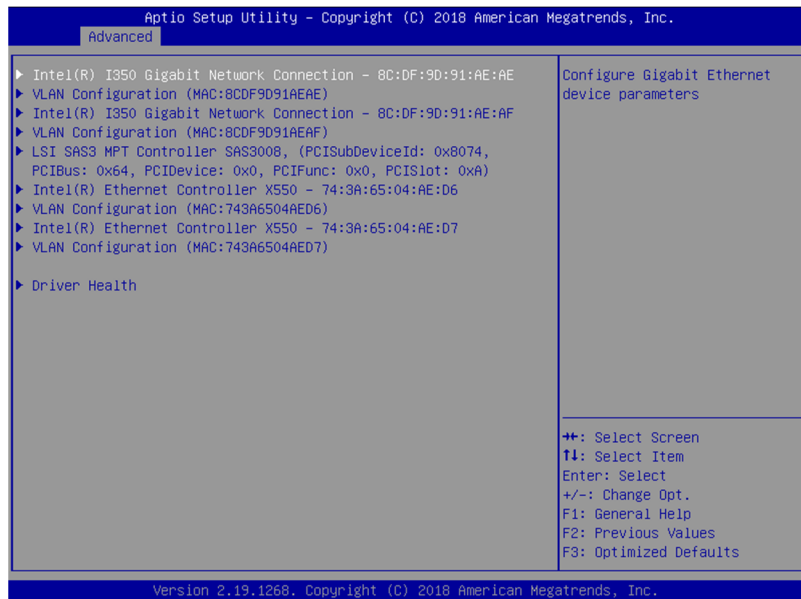 Aptio Setup Utility – Copyright (C) 2018 American Megatrends, Inc.
Advanced
Intel(R) I350 Gigabit Network Connection – 8C:DF:9D:91:AE:AE
VLAN Configuration (MAC:8CDF9D91AEAE)
Intel(R) I350 Gigabit Network Connection – 8C:DF:9D:91:AE:AF
VLAN Configuration (MAC:8CDF9D91AEAF)
LSI SAS3 MPT Controller SAS3008, (PCISubDeviceId: 0x8074,
PCIBus: 0x64, PCIDevice: 0x0, PCIFunc: 0x0, PCISlot: 0xA)
Intel(R) Ethernet Controller X550 – 74:3A:65:04:AE:D6
VLAN Configuration (MAC:743A6504AED6)
Intel(R) Ethernet Controller X550 – 74:3A:65:04:AE:D7
VLAN Configuration (MAC:743A6504AED7)
Driver Health
Configure Gigabit Ethernet
device parameters
→←: Select Screen
↑↓: Select Item
Enter: Select
+/-: Change Opt.
F1: General Help
F2: Previous Values
F3: Optimized Defaults
Version 2.19.1268. Copyright (C) 2018 American Megatrends, Inc.